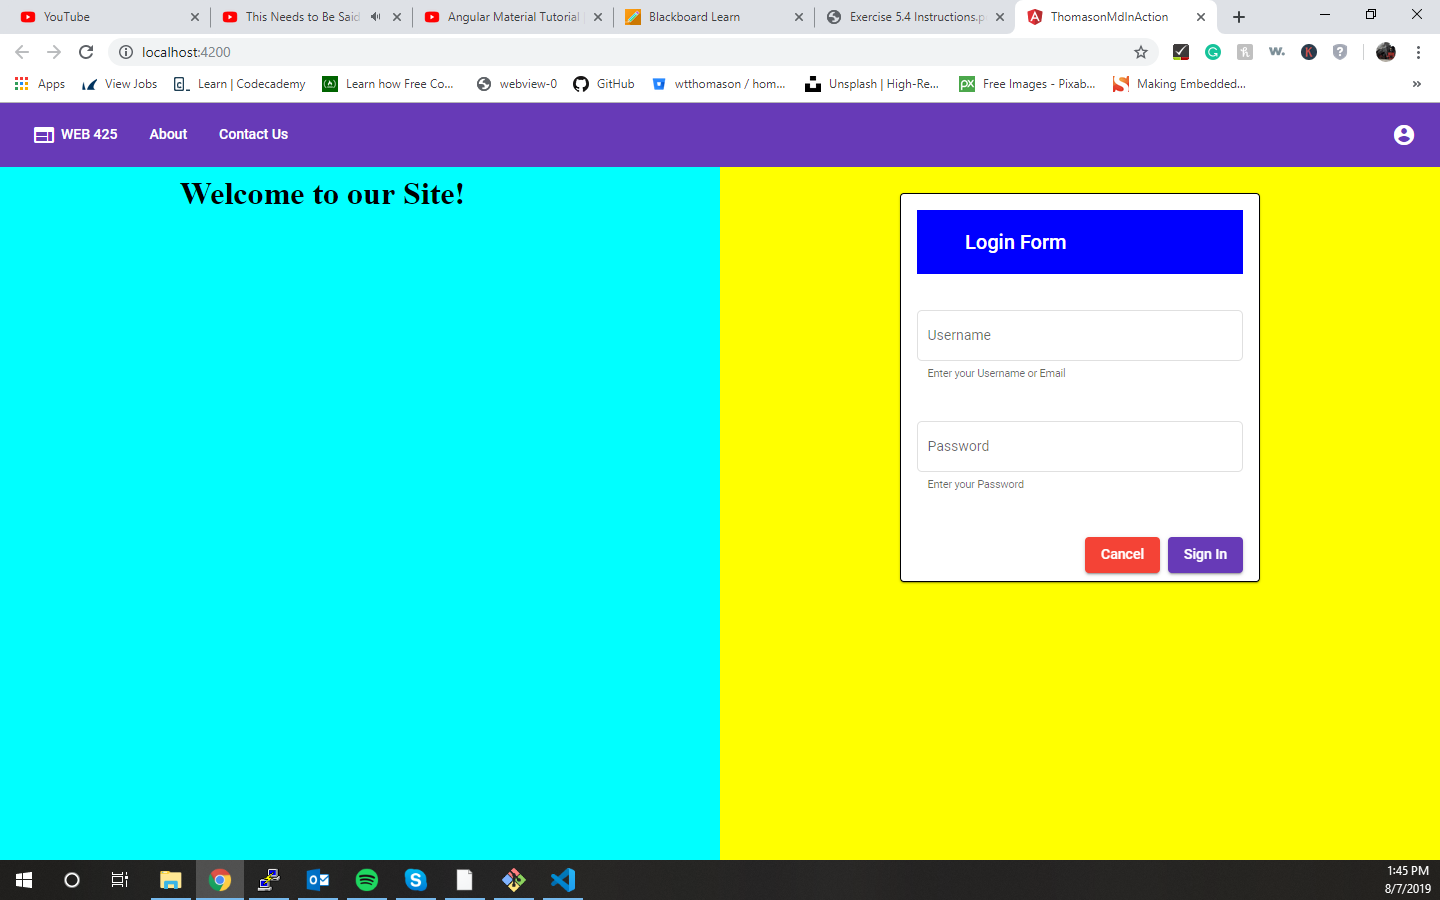 YouTube
This Needs to Be Said
Angular Material Tutorial
Blackboard Learn
Exercise 5.4 Instructions.p
ThomasonMdInAction
localhost:4200
Apps
View Jobs
Learn | Codecademy
Learn how Free Co...
webview-0
GitHub
wtthomason / hom...
Unsplash | High-Re...
Free Images - Pixab...
Making Embedded...
»
WEB 425
About
Contact Us
Welcome to our Site!
Login Form
Username
Enter your Username or Email
Password
Enter your Password
Cancel
Sign In
1:45 PM
8/7/2019